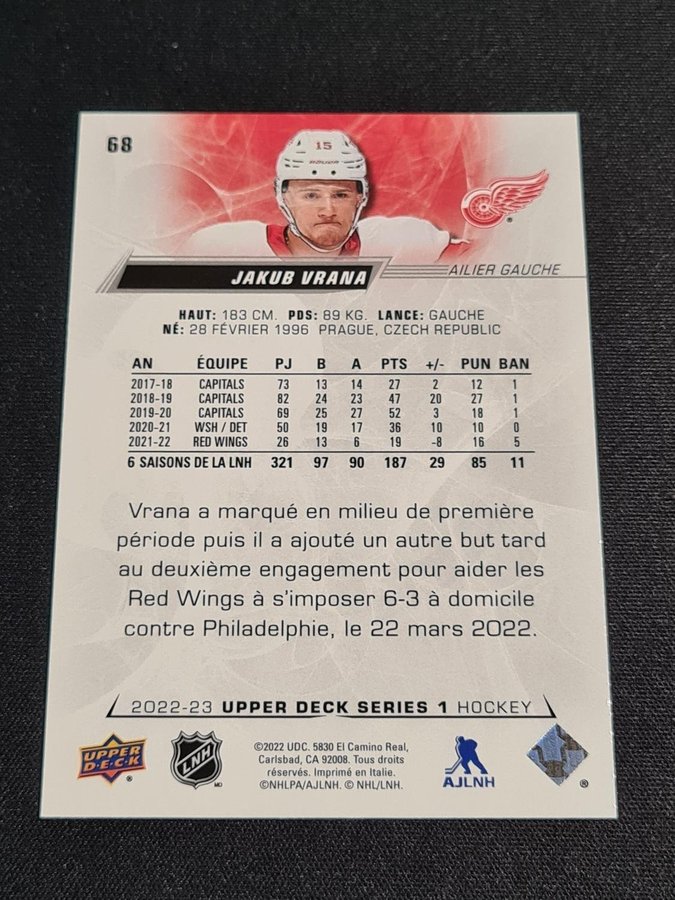 68
15
BAUER
JAKUB VRANA
AILIER GAUCHE
HAUT: 183 CM. PDS: 89 KG. LANCE: GAUCHE
NÉ: 28 FÉVRIER 1996 PRAGUE, CZECH REPUBLIC
AN ÉQUIPE PJ B A PTS +/- PUN BAN
2017-18 CAPITALS 73 13 14 27 2 12 1
2018-19 CAPITALS 82 24 23 47 20 27 1
2019-20 CAPITALS 69 25 27 52 3 18 1
2020-21 WSH / DET 50 19 17 36 10 10 0
2021-22 RED WINGS 26 13 6 19 -8 16 5
6 SAISONS DE LA LNH 321 97 90 187 29 85 11
Vrana a marqué en milieu de première
période puis il a ajouté un autre but tard
au deuxième engagement pour aider les
Red Wings à s'imposer 6-3 à domicile
contre Philadelphie, le 22 mars 2022.
2022-23 UPPER DECK SERIES 1 HOCKEY
UPPER
D•E•C•K
®
LNH
MD
©2022 UDC. 5830 El Camino Real,
Carlsbad, CA 92008. Tous droits
réservés. Imprimé en Italie.
©NHLPA/AJLNH. © NHL/LNH.
AJLNH
®